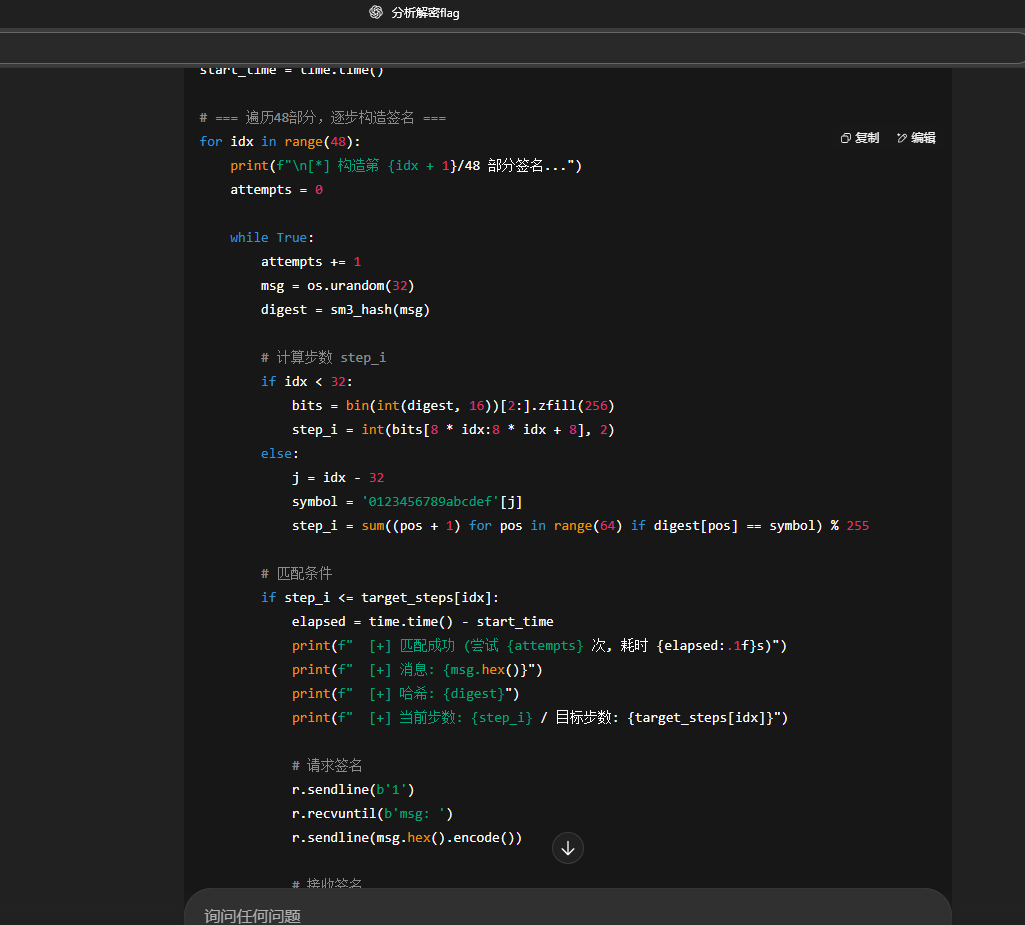 分析解密flag
start_time = time.time()
# === 遍历48部分，逐步构造签名 ===
复制 编辑
for idx in range(48):
print(f"\n[*] 构造第 {idx + 1}/48 部分签名...")
attempts = 0
while True:
attempts += 1
msg = os.urandom(32)
digest = sm3_hash(msg)
# 计算步数 step_i
if idx < 32:
bits = bin(int(digest, 16))[2:].zfill(256)
step_i = int(bits[8 * idx:8 * idx + 8], 2)
else:
j = idx - 32
symbol = '0123456789abcdef'[j]
step_i = sum((pos + 1) for pos in range(64) if digest[pos] == symbol) % 255
# 匹配条件
if step_i <= target_steps[idx]:
elapsed = time.time() - start_time
print(f"  [+] 匹配成功 (尝试 {attempts} 次, 耗时 {elapsed:.1f}s)")
print(f"  [+] 消息: {msg.hex()}")
print(f"  [+] 哈希: {digest}")
print(f"  [+] 当前步数: {step_i} / 目标步数: {target_steps[idx]}")
# 请求签名
r.sendline(b'1')
r.recvuntil(b'msg: ')
r.sendline(msg.hex().encode())
# 接收签名
询问任何问题